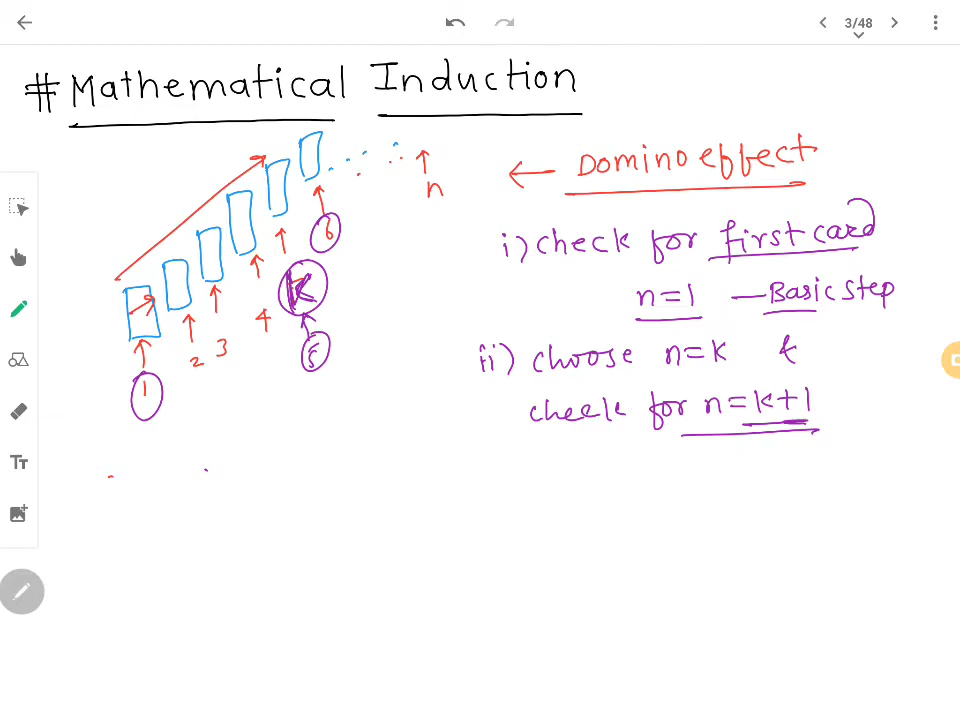 3/48
# Mathematical Induction
← Domino effect
n
6
i) check for first card
K
n=1 — Basic step
4
2 3
5
ii) choose n=k &
1
check for n=k+1
Tт